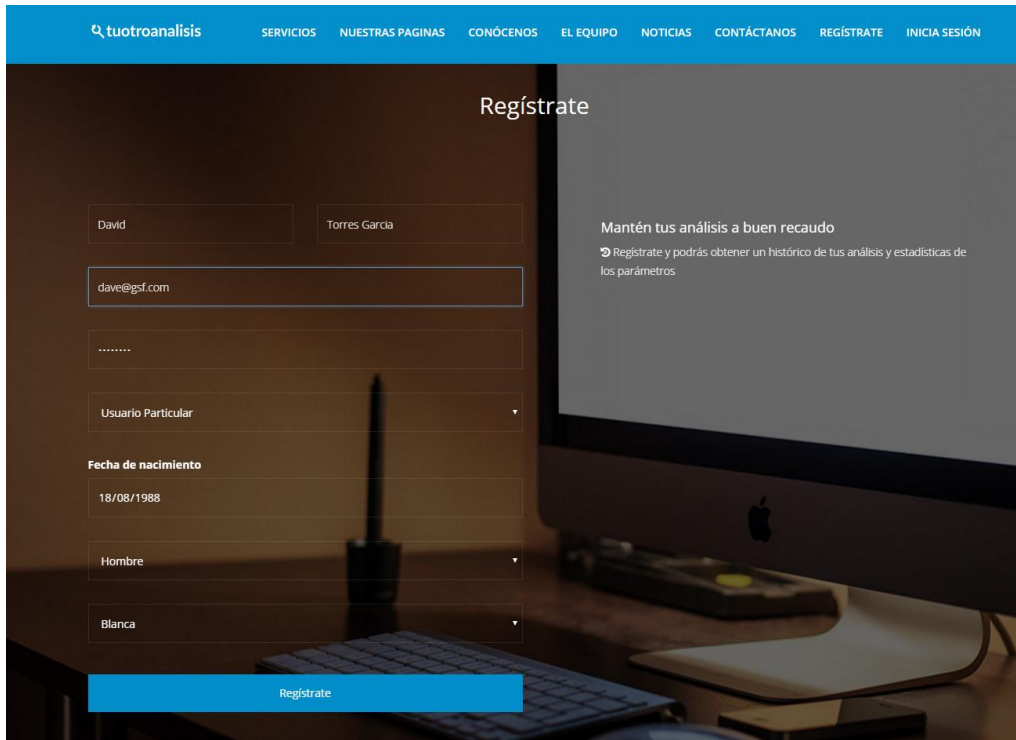 tuotroanalisis
SERVICIOS NUESTRAS PAGINAS CONÓCENOS EL EQUIPO NOTICIAS CONTÁCTANOS REGÍSTRATE INICIA SESIÓN
Regístrate
David Torres Garcia
dave@gsf.com
········
Usuario Particular
Fecha de nacimiento
18/08/1988
Hombre
Blanca
Regístrate
Mantén tus análisis a buen recaudo
Regístrate y podrás obtener un histórico de tus análisis y estadísticas de
los parámetros